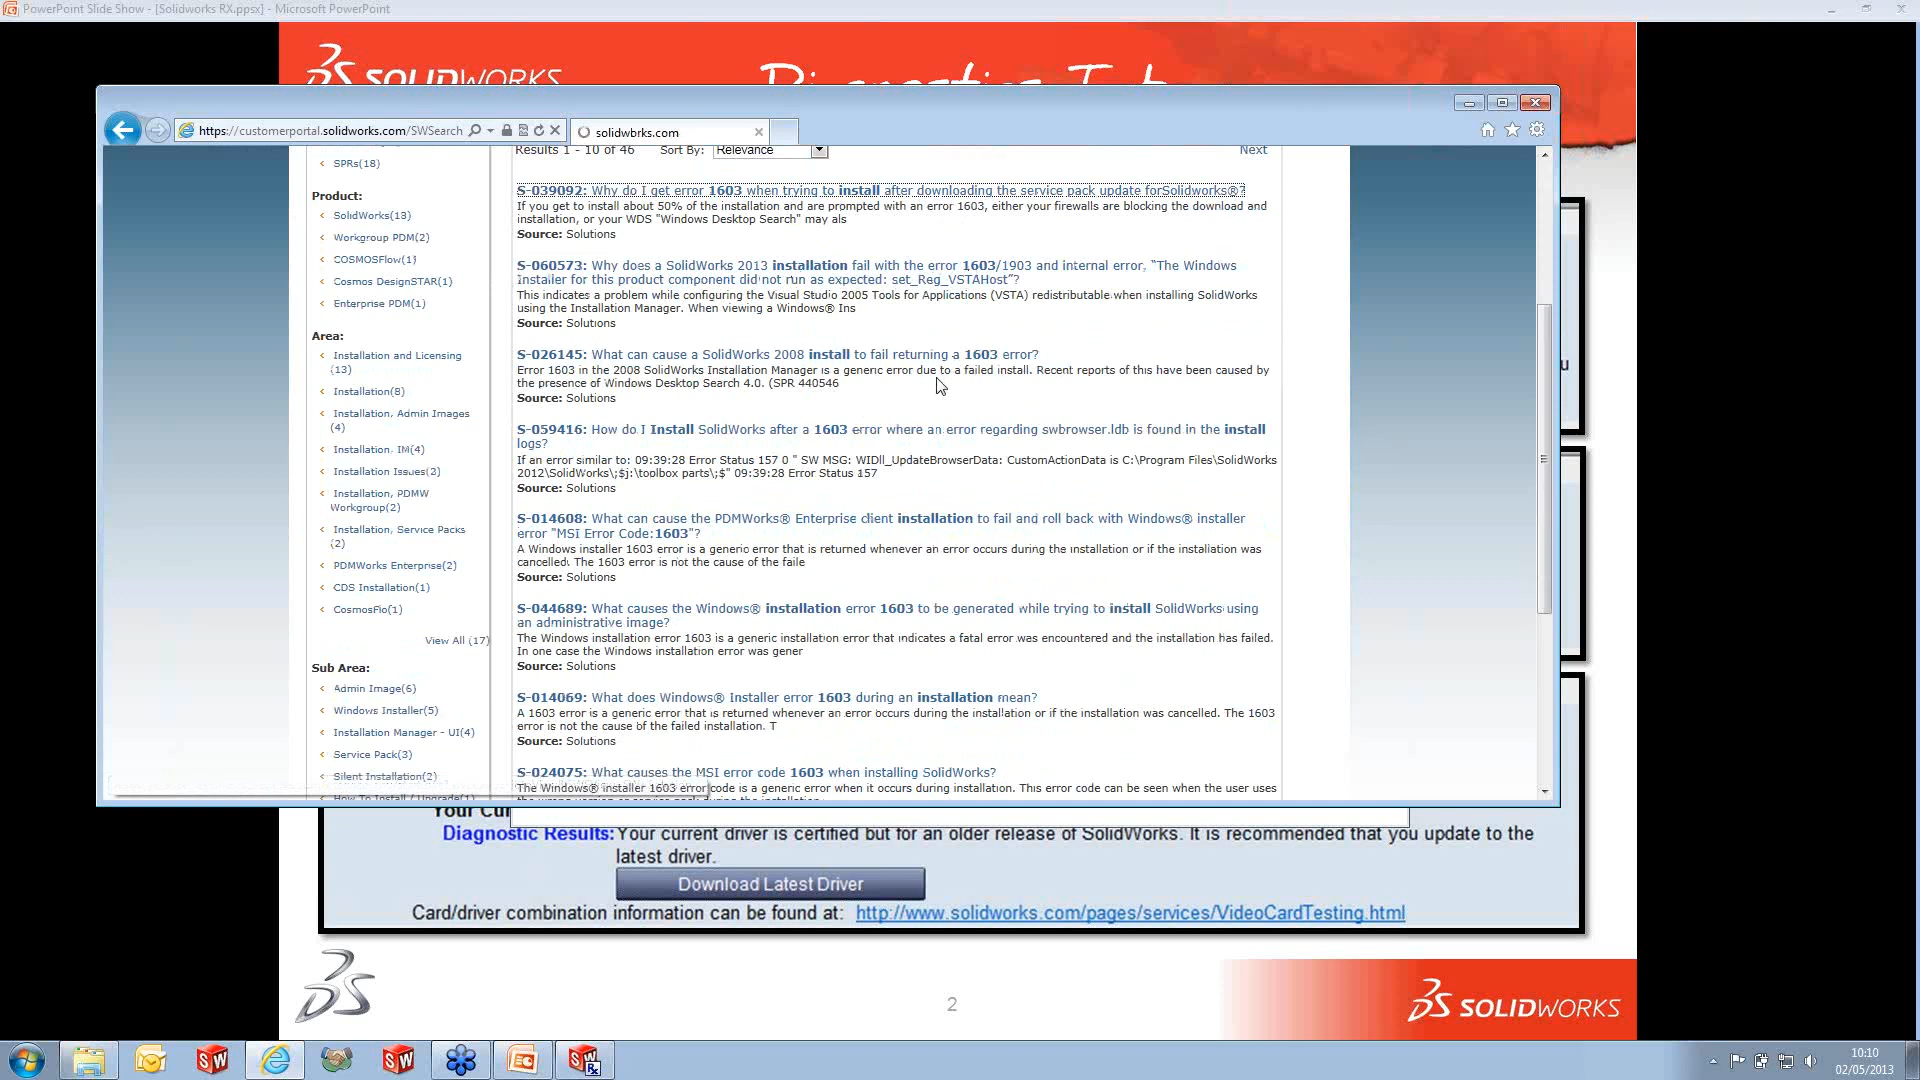 PowerPoint Slide Show - [Solidworks RX.ppsx] - Microsoft PowerPoint
SOLIDWORKS
https://customerportal.solidworks.com/SWSearch
solidwbrks.com
Results 1 - 10 of 46 Sort By: Relevance Next
SPRs(18)
Product:
SolidWorks(13)
Workgroup PDM(2)
COSMOSFlow(1)
Cosmos DesignSTAR(1)
Enterprise PDM(1)
Area:
Installation and Licensing
(13)
Installation(8)
Installation, Admin Images
(4)
Installation, IM(4)
Installation Issues(3)
Installation, PDMW
Workgroup(2)
Installation, Service Packs
(2)
PDMWorks Enterprise(2)
CDS Installation(1)
CosmosFlo(1)
View All (17)
Sub Area:
Admin Image(6)
Windows Installer(5)
Installation Manager - UI(4)
Service Pack(3)
Silent Installation(2)
How To Install / Upgrade(1)
S-039092: Why do I get error 1603 when trying to install after downloading the service pack update forSolidworks®?
If you get to install about 50% of the installation and are prompted with an error 1603, either your firewalls are blocking the download and
installation, or your WDS "Windows Desktop Search" may als
Source: Solutions
S-060573: Why does a SolidWorks 2013 installation fail with the error 1603/1903 and internal error, “The Windows
Installer for this product component did not run as expected: set_Reg_VSTAHost”?
This indicates a problem while configuring the Visual Studio 2005 Tools for Applications (VSTA) redistributable when installing SolidWorks
using the Installation Manager. When viewing a Windows® Ins
Source: Solutions
S-026145: What can cause a SolidWorks 2008 install to fail returning a 1603 error?
Error 1603 in the 2008 SolidWorks Installation Manager is a generic error due to a failed install. Recent reports of this have been caused by
the presence of Windows Desktop Search 4.0. (SPR 440546
Source: Solutions
S-059416: How do I Install SolidWorks after a 1603 error where an error regarding swbrowser.ldb is found in the install
logs?
If an error similar to: 09:39:28 Error Status 157 0 " SW MSG: WIDll_UpdateBrowserData: CustomActionData is C:\Program Files\SolidWorks
2012\SolidWorks\;$j:\toolbox parts\;$" 09:39:28 Error Status 157
Source: Solutions
S-014608: What can cause the PDMWorks® Enterprise client installation to fail and roll back with Windows® installer
error "MSI Error Code:1603"?
A Windows installer 1603 error is a generic error that is returned whenever an error occurs during the installation or if the installation was
cancelled. The 1603 error is not the cause of the faile
Source: Solutions
S-044689: What causes the Windows® installation error 1603 to be generated while trying to install SolidWorks using
an administrative image?
The Windows installation error 1603 is a generic installation error that indicates a fatal error was encountered and the installation has failed.
In one case the Windows installation error was gener
Source: Solutions
S-014069: What does Windows® Installer error 1603 during an installation mean?
A 1603 error is a generic error that is returned whenever an error occurs during the installation or if the installation was cancelled. The 1603
error is not the cause of the failed installation. T
Source: Solutions
S-024075: What causes the MSI error code 1603 when installing SolidWorks?
The Windows® installer 1603 error code is a generic error when it occurs during installation. This error code can be seen when the user uses
Diagnostic Results: Your current driver is certified but for an older release of SolidWorks. It is recommended that you update to the
latest driver.
Download Latest Driver
Card/driver combination information can be found at: http://www.solidworks.com/pages/services/VideoCardTesting.html
2
SOLIDWORKS
10:10
02/05/2013